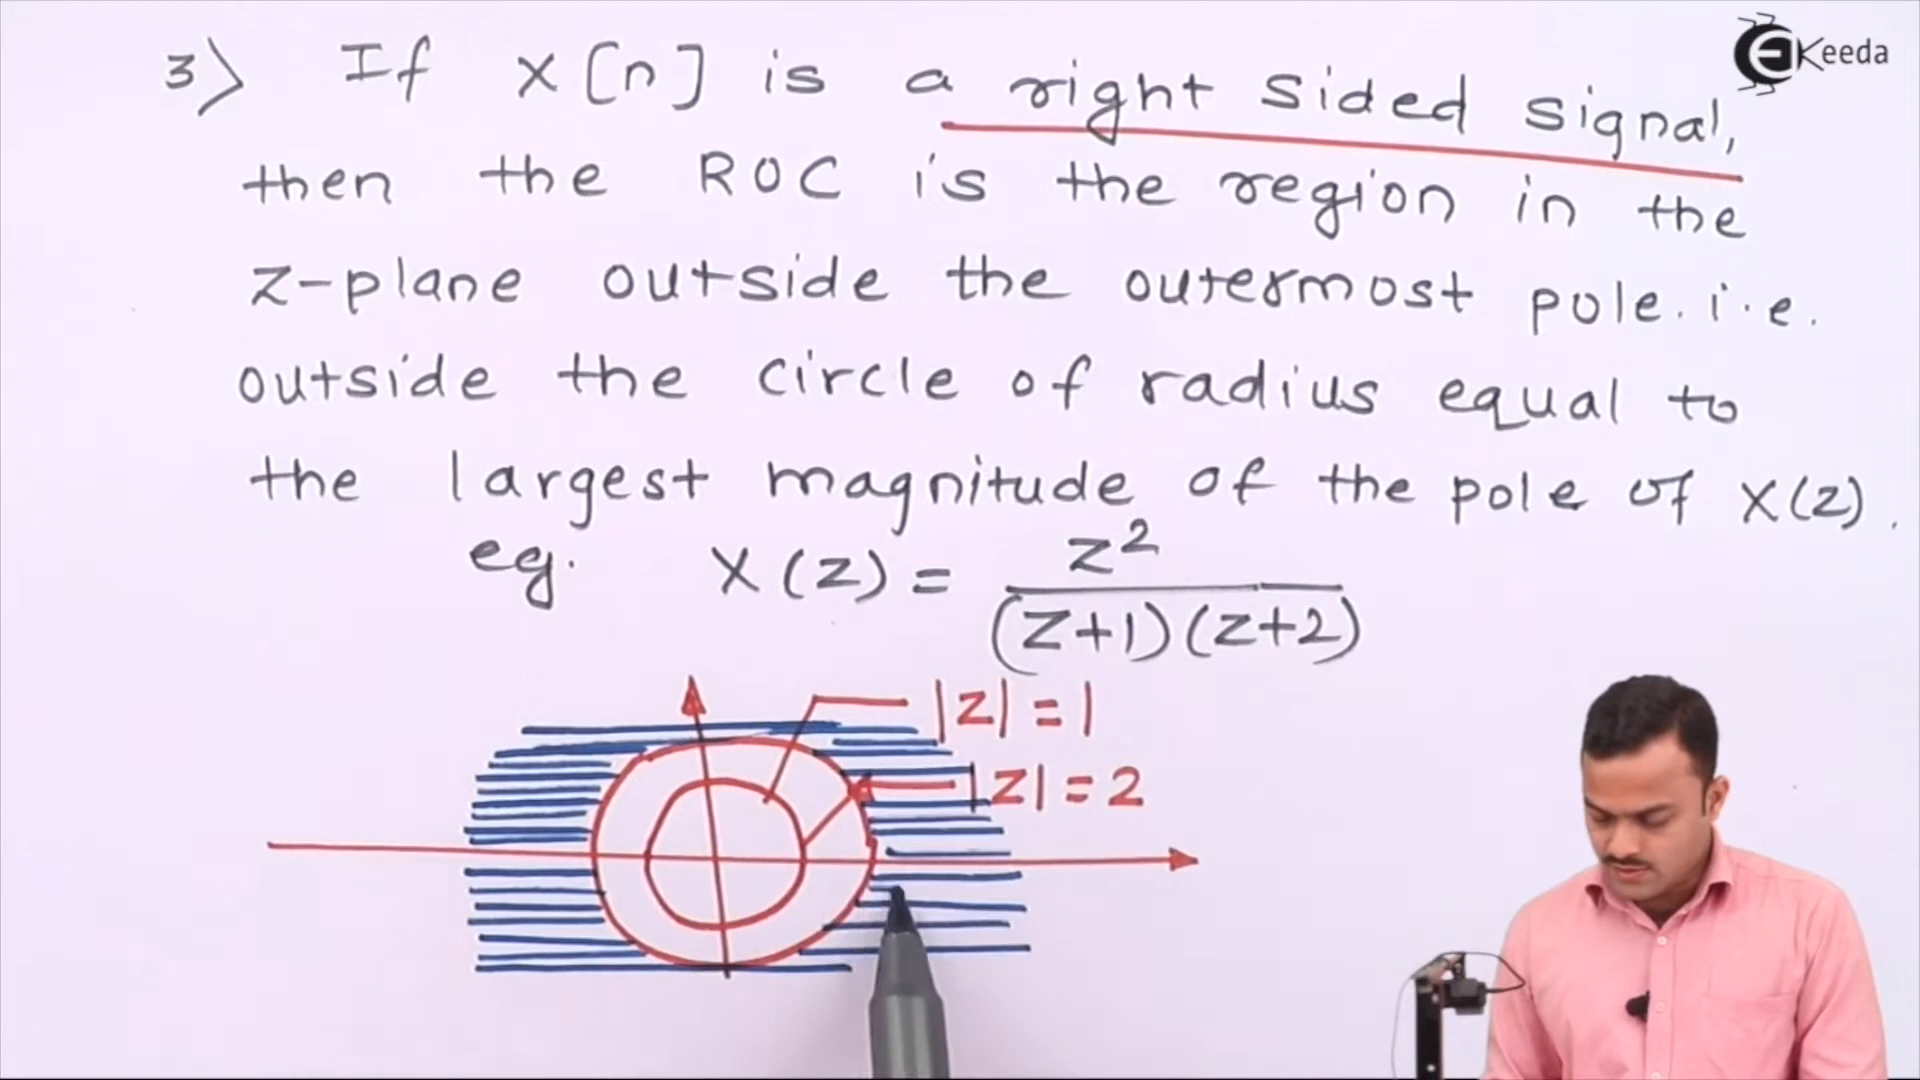 EKeeda
3) If x[n] is a right sided signal,
then the ROC is the region in the
z-plane outside the outermost pole. i.e.
outside the circle of radius equal to
the largest magnitude of the pole of X(z).
eg. X(z) = z²/(z+1)(z+2)
|z| = 1
|z| = 2